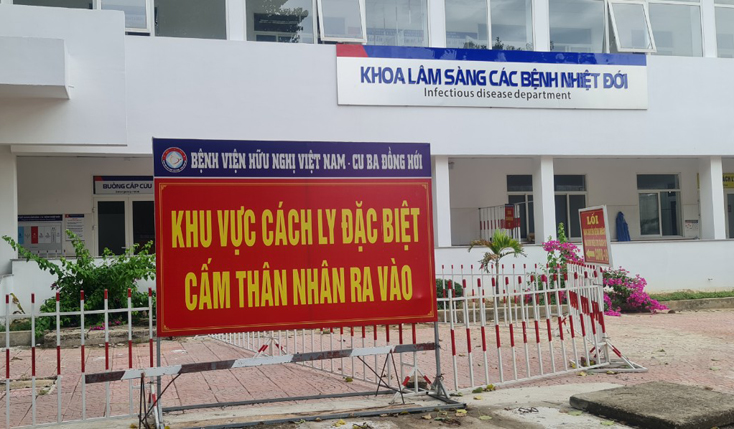 KHOA LÂM SÀNG CÁC BỆNH NHIỆT ĐỚI
Infectious disease department
BỆNH VIỆN HỮU NGHỊ VIỆT NAM - CU BA ĐỒNG HỚI
BUỒNG CẤP CỨU
KHU VỰC CÁCH LY ĐẶC BIỆT
CẤM THÂN NHÂN RA VÀO
LỐI